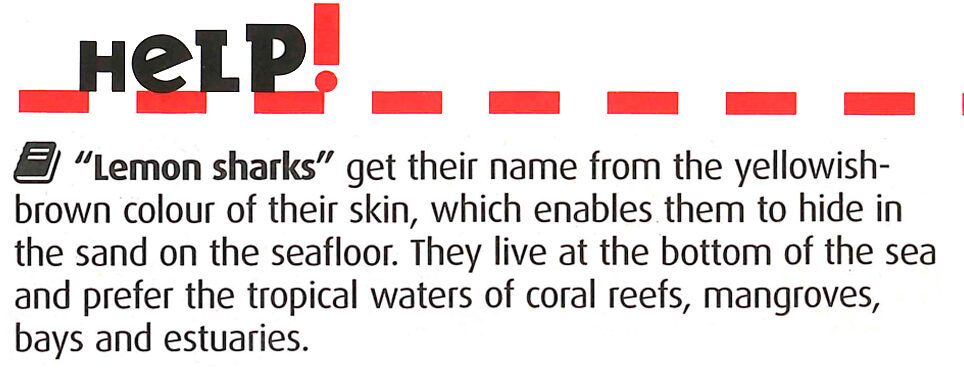 HeLP!
"Lemon sharks" get their name from the yellowish-
brown colour of their skin, which enables them to hide in
the sand on the seafloor. They live at the bottom of the sea
and prefer the tropical waters of coral reefs, mangroves,
bays and estuaries.